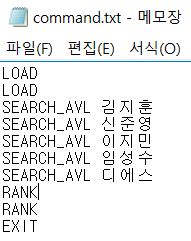 command.txt - 메모장
파일(F) 편집(E) 서식(O)
LOAD
LOAD
SEARCH_AVL 김지훈
SEARCH_AVL 신준영
SEARCH_AVL 이지민
SEARCH_AVL 임성수
SEARCH_AVL 디에스
RANK
RANK
EXIT